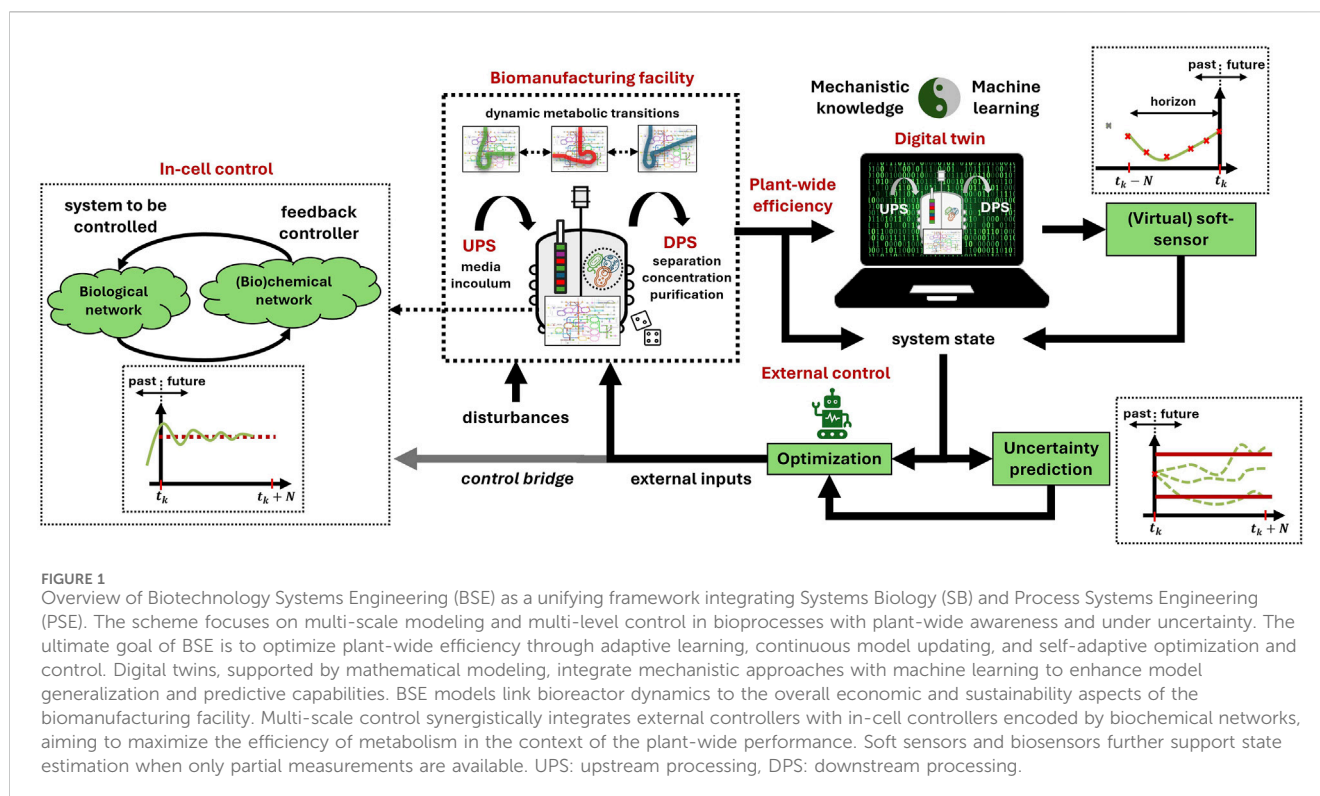 In-cell control
system to be
controlled
feedback
controller
Biological
network
(Bio)chemical
network
past future
t_k
t_k + N
Biomanufacturing facility
dynamic metabolic transitions
UPS
media
inoculum
DPS
separation
concentration
purification
disturbances
control bridge
external inputs
Plant-wide
efficiency
Mechanistic
knowledge
Machine
learning
Digital twin
UPS
DPS
past future
horizon
t_k − N
t_k
(Virtual) soft-
sensor
system state
External control
Optimization
Uncertainty
prediction
past future
t_k
t_k + N
FIGURE 1
Overview of Biotechnology Systems Engineering (BSE) as a unifying framework integrating Systems Biology (SB) and Process Systems Engineering
(PSE). The scheme focuses on multi-scale modeling and multi-level control in bioprocesses with plant-wide awareness and under uncertainty. The
ultimate goal of BSE is to optimize plant-wide efficiency through adaptive learning, continuous model updating, and self-adaptive optimization and
control. Digital twins, supported by mathematical modeling, integrate mechanistic approaches with machine learning to enhance model
generalization and predictive capabilities. BSE models link bioreactor dynamics to the overall economic and sustainability aspects of the
biomanufacturing facility. Multi-scale control synergistically integrates external controllers with in-cell controllers encoded by biochemical networks,
aiming to maximize the efficiency of metabolism in the context of the plant-wide performance. Soft sensors and biosensors further support state
estimation when only partial measurements are available. UPS: upstream processing, DPS: downstream processing.